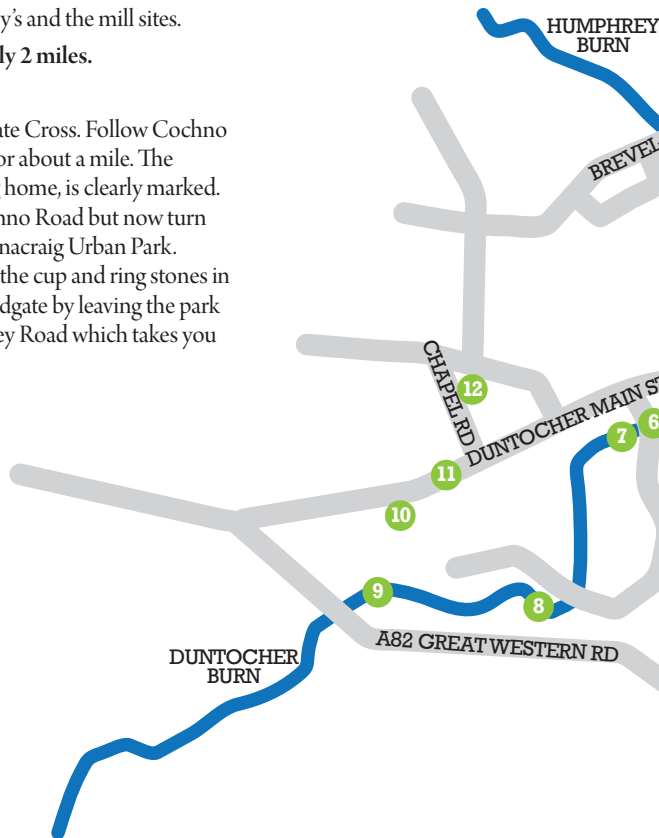 y's and the mill sites.
ly 2 miles.
ate Cross. Follow Cochno
or about a mile. The
g home, is clearly marked.
hno Road but now turn
nacraig Urban Park.
the cup and ring stones in
dgate by leaving the park
ey Road which takes you
HUMPHREY
BURN
BREVEL
CHAPEL RD
12
DUNTOCHER MAIN ST
6
7
11
10
9
8
A82 GREAT WESTERN RD
DUNTOCHER
BURN